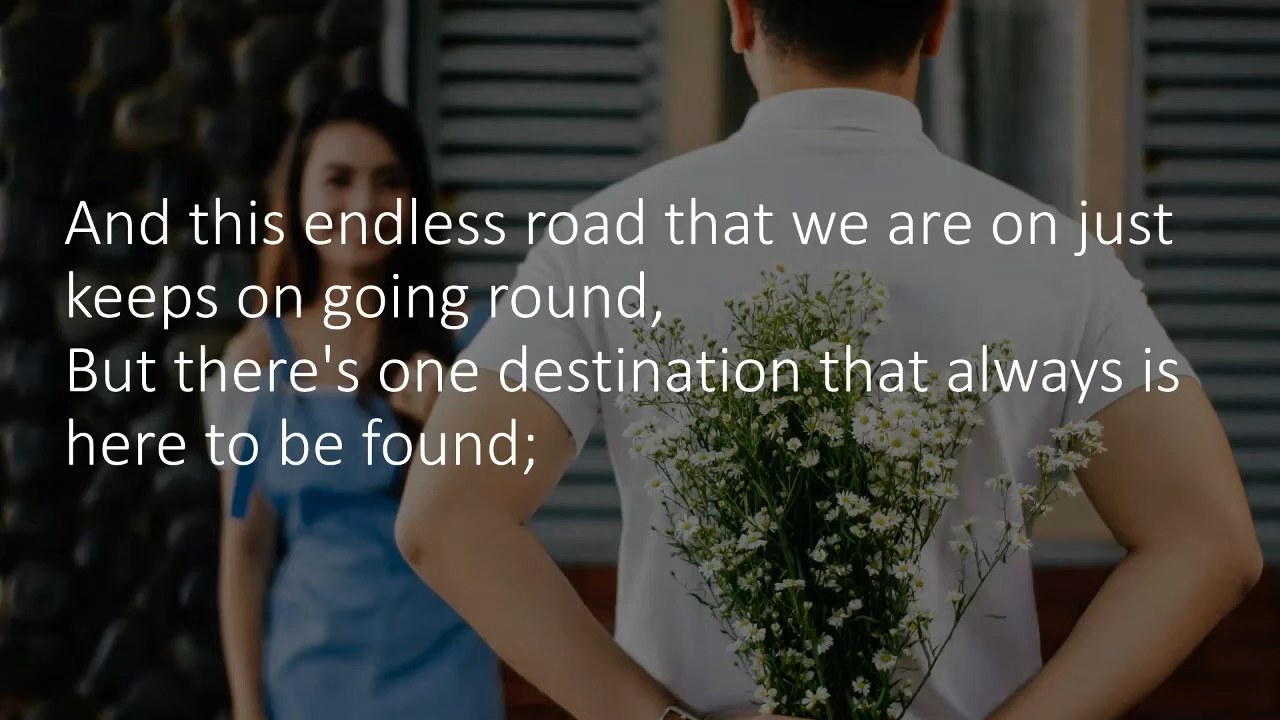 And this endless road that we are on just
keeps on going round,
But there's one destination that always is
here to be found;